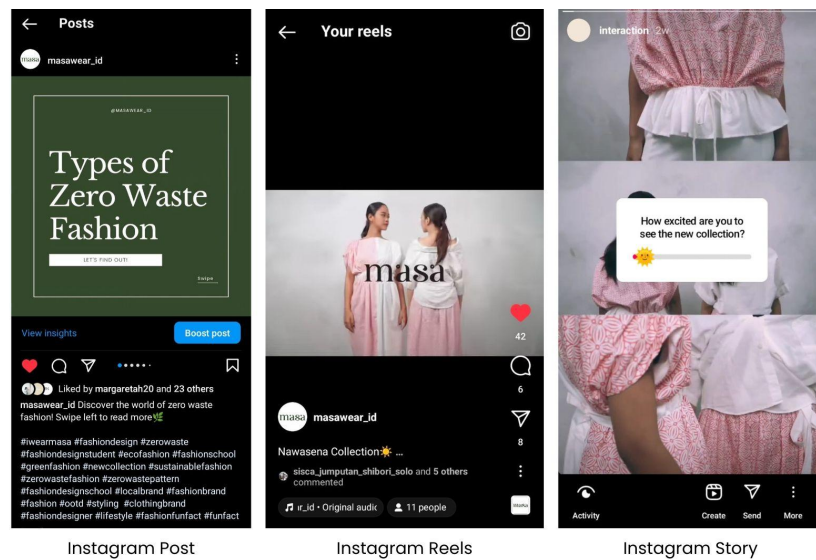 Posts
masa
masawear_id
@MASAWEAR_ID
Types of
Zero Waste
Fashion
LET'S FIND OUT!
Swipe
View insights
Boost post
Liked by margaretah20 and 23 others
masawear_id Discover the world of zero waste
fashion! Swipe left to read more🌿
#iwearmasa #fashiondesign #zerowaste
#fashiondesignstudent #ecofashion #fashionschool
#greenfashion #newcollection #sustainablefashion
#zerowastefashion #zerowastepattern
#fashiondesignschool #localbrand #fashionbrand
#fashion #ootd #styling #clothingbrand
#fashiondesigner #lifestyle #fashionfunfact #funfact
Instagram Post
Your reels
masa
42
6
8
masa masawear_id
Nawasena Collection☀️ ...
sisca_jumputan_shibori_solo and 5 others
commented
ır_id • Original audic
11 people
Instagram Reels
interaction 2w
How excited are you to
see the new collection?
Activity
Create
Send
More
Instagram Story